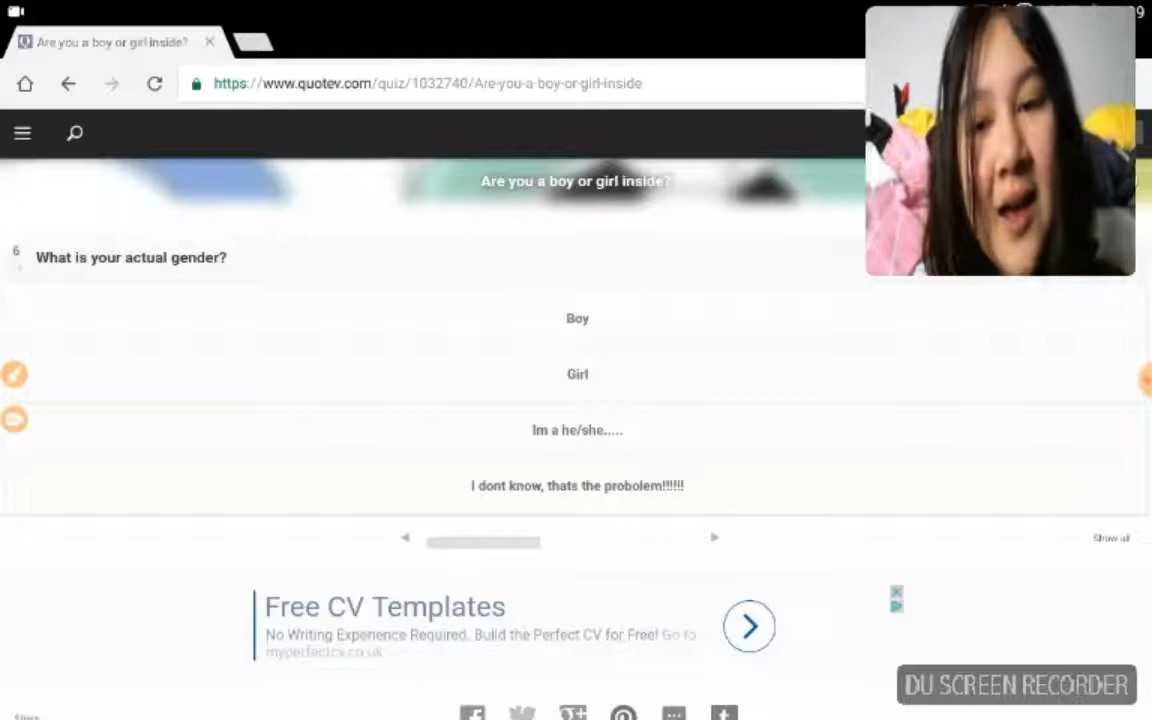 9
Are you a boy or girl inside?
https://www.quotev.com/quiz/1032740/Are-you-a-boy-or-girl-inside
Are you a boy or girl inside?
6
What is your actual gender?
Boy
Girl
Im a he/she.....
I dont know, thats the probolem!!!!!!
Show all
Free CV Templates
No Writing Experience Required. Build the Perfect CV for Free! Go to
myperfectcv.co.uk
Share
DU SCREEN RECORDER